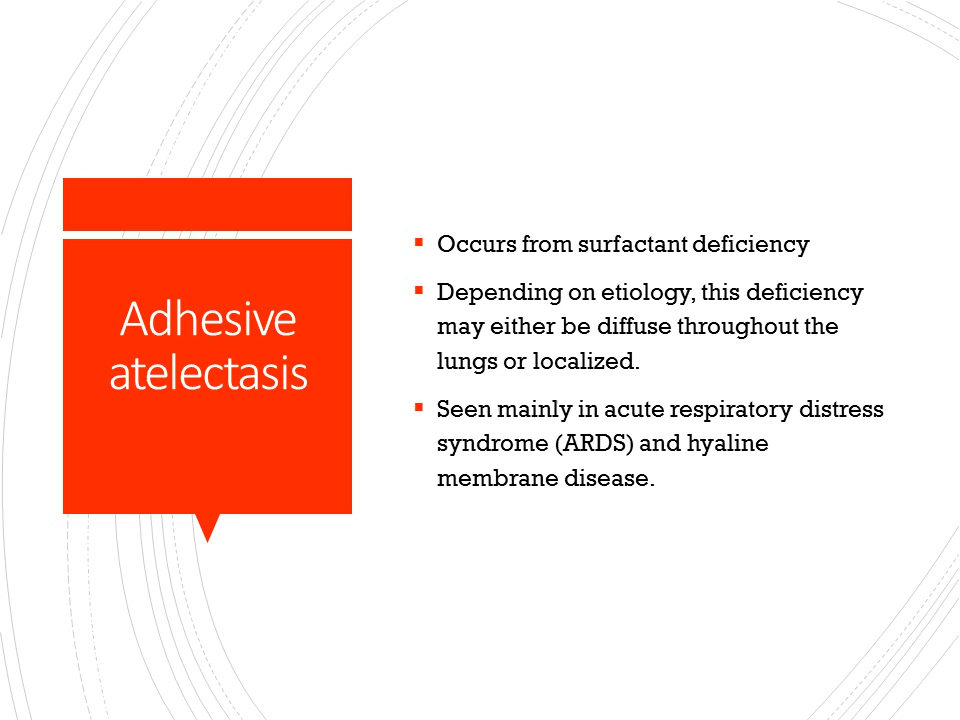 Adhesive
atelectasis
Occurs from surfactant deficiency
Depending on etiology, this deficiency
may either be diffuse throughout the
lungs or localized.
Seen mainly in acute respiratory distress
syndrome (ARDS) and hyaline
membrane disease.